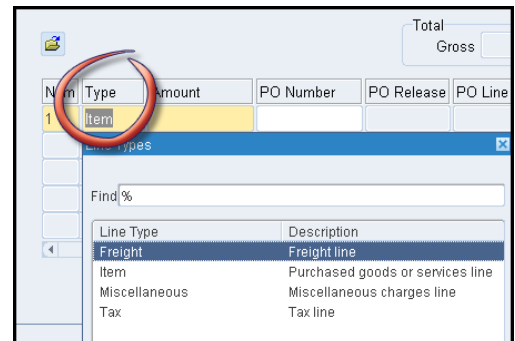 Total
Gross
Num Type Amount PO Number PO Release PO Line
1 Item
Line Types
Find %
Line Type Description
Freight Freight line
Item Purchased goods or services line
Miscellaneous Miscellaneous charges line
Tax Tax line